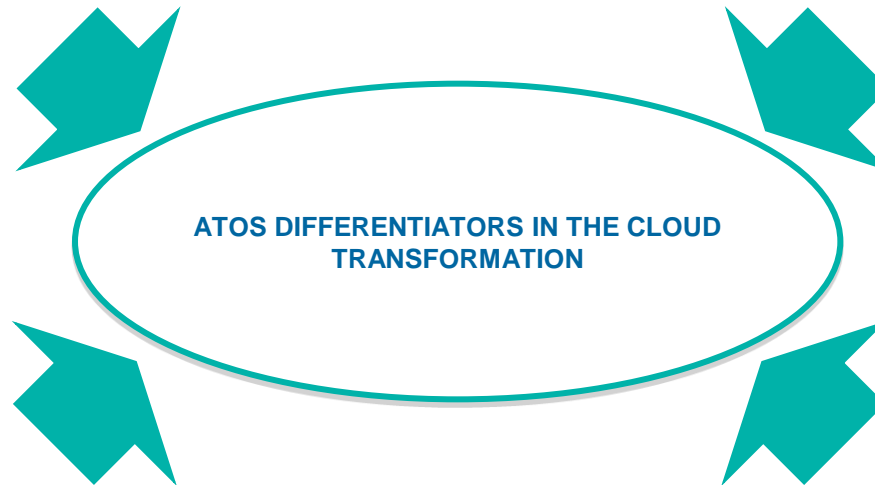 ATOS DIFFERENTIATORS IN THE CLOUD
TRANSFORMATION